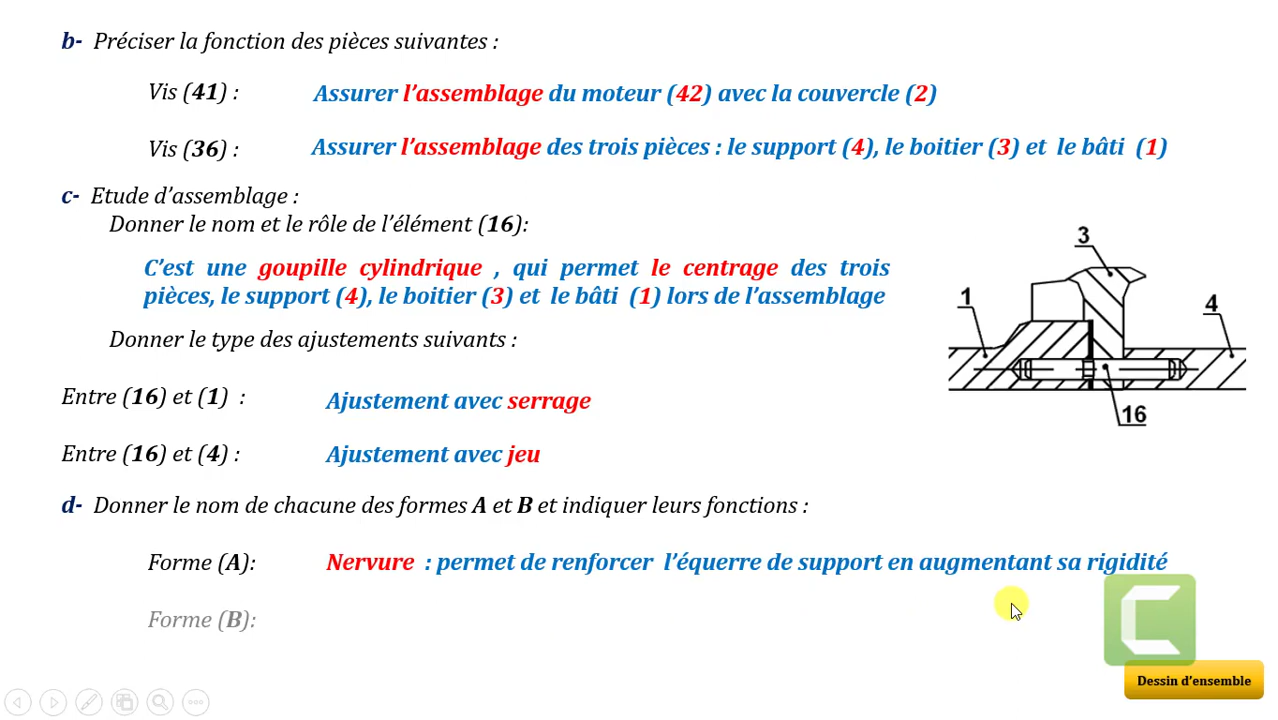 b- Préciser la fonction des pièces suivantes :
Vis (41) : Assurer l'assemblage du moteur (42) avec la couvercle (2)
Vis (36) : Assurer l'assemblage des trois pièces : le support (4), le boitier (3) et le bâti (1)
c- Etude d'assemblage :
Donner le nom et le rôle de l'élément (16):
C'est une goupille cylindrique , qui permet le centrage des trois
pièces, le support (4), le boitier (3) et le bâti (1) lors de l'assemblage
3
1
4
16
Donner le type des ajustements suivants :
Entre (16) et (1) : Ajustement avec serrage
Entre (16) et (4) : Ajustement avec jeu
d- Donner le nom de chacune des formes A et B et indiquer leurs fonctions :
Forme (A): Nervure : permet de renforcer l'équerre de support en augmentant sa rigidité
Forme (B):
Dessin d'ensemble